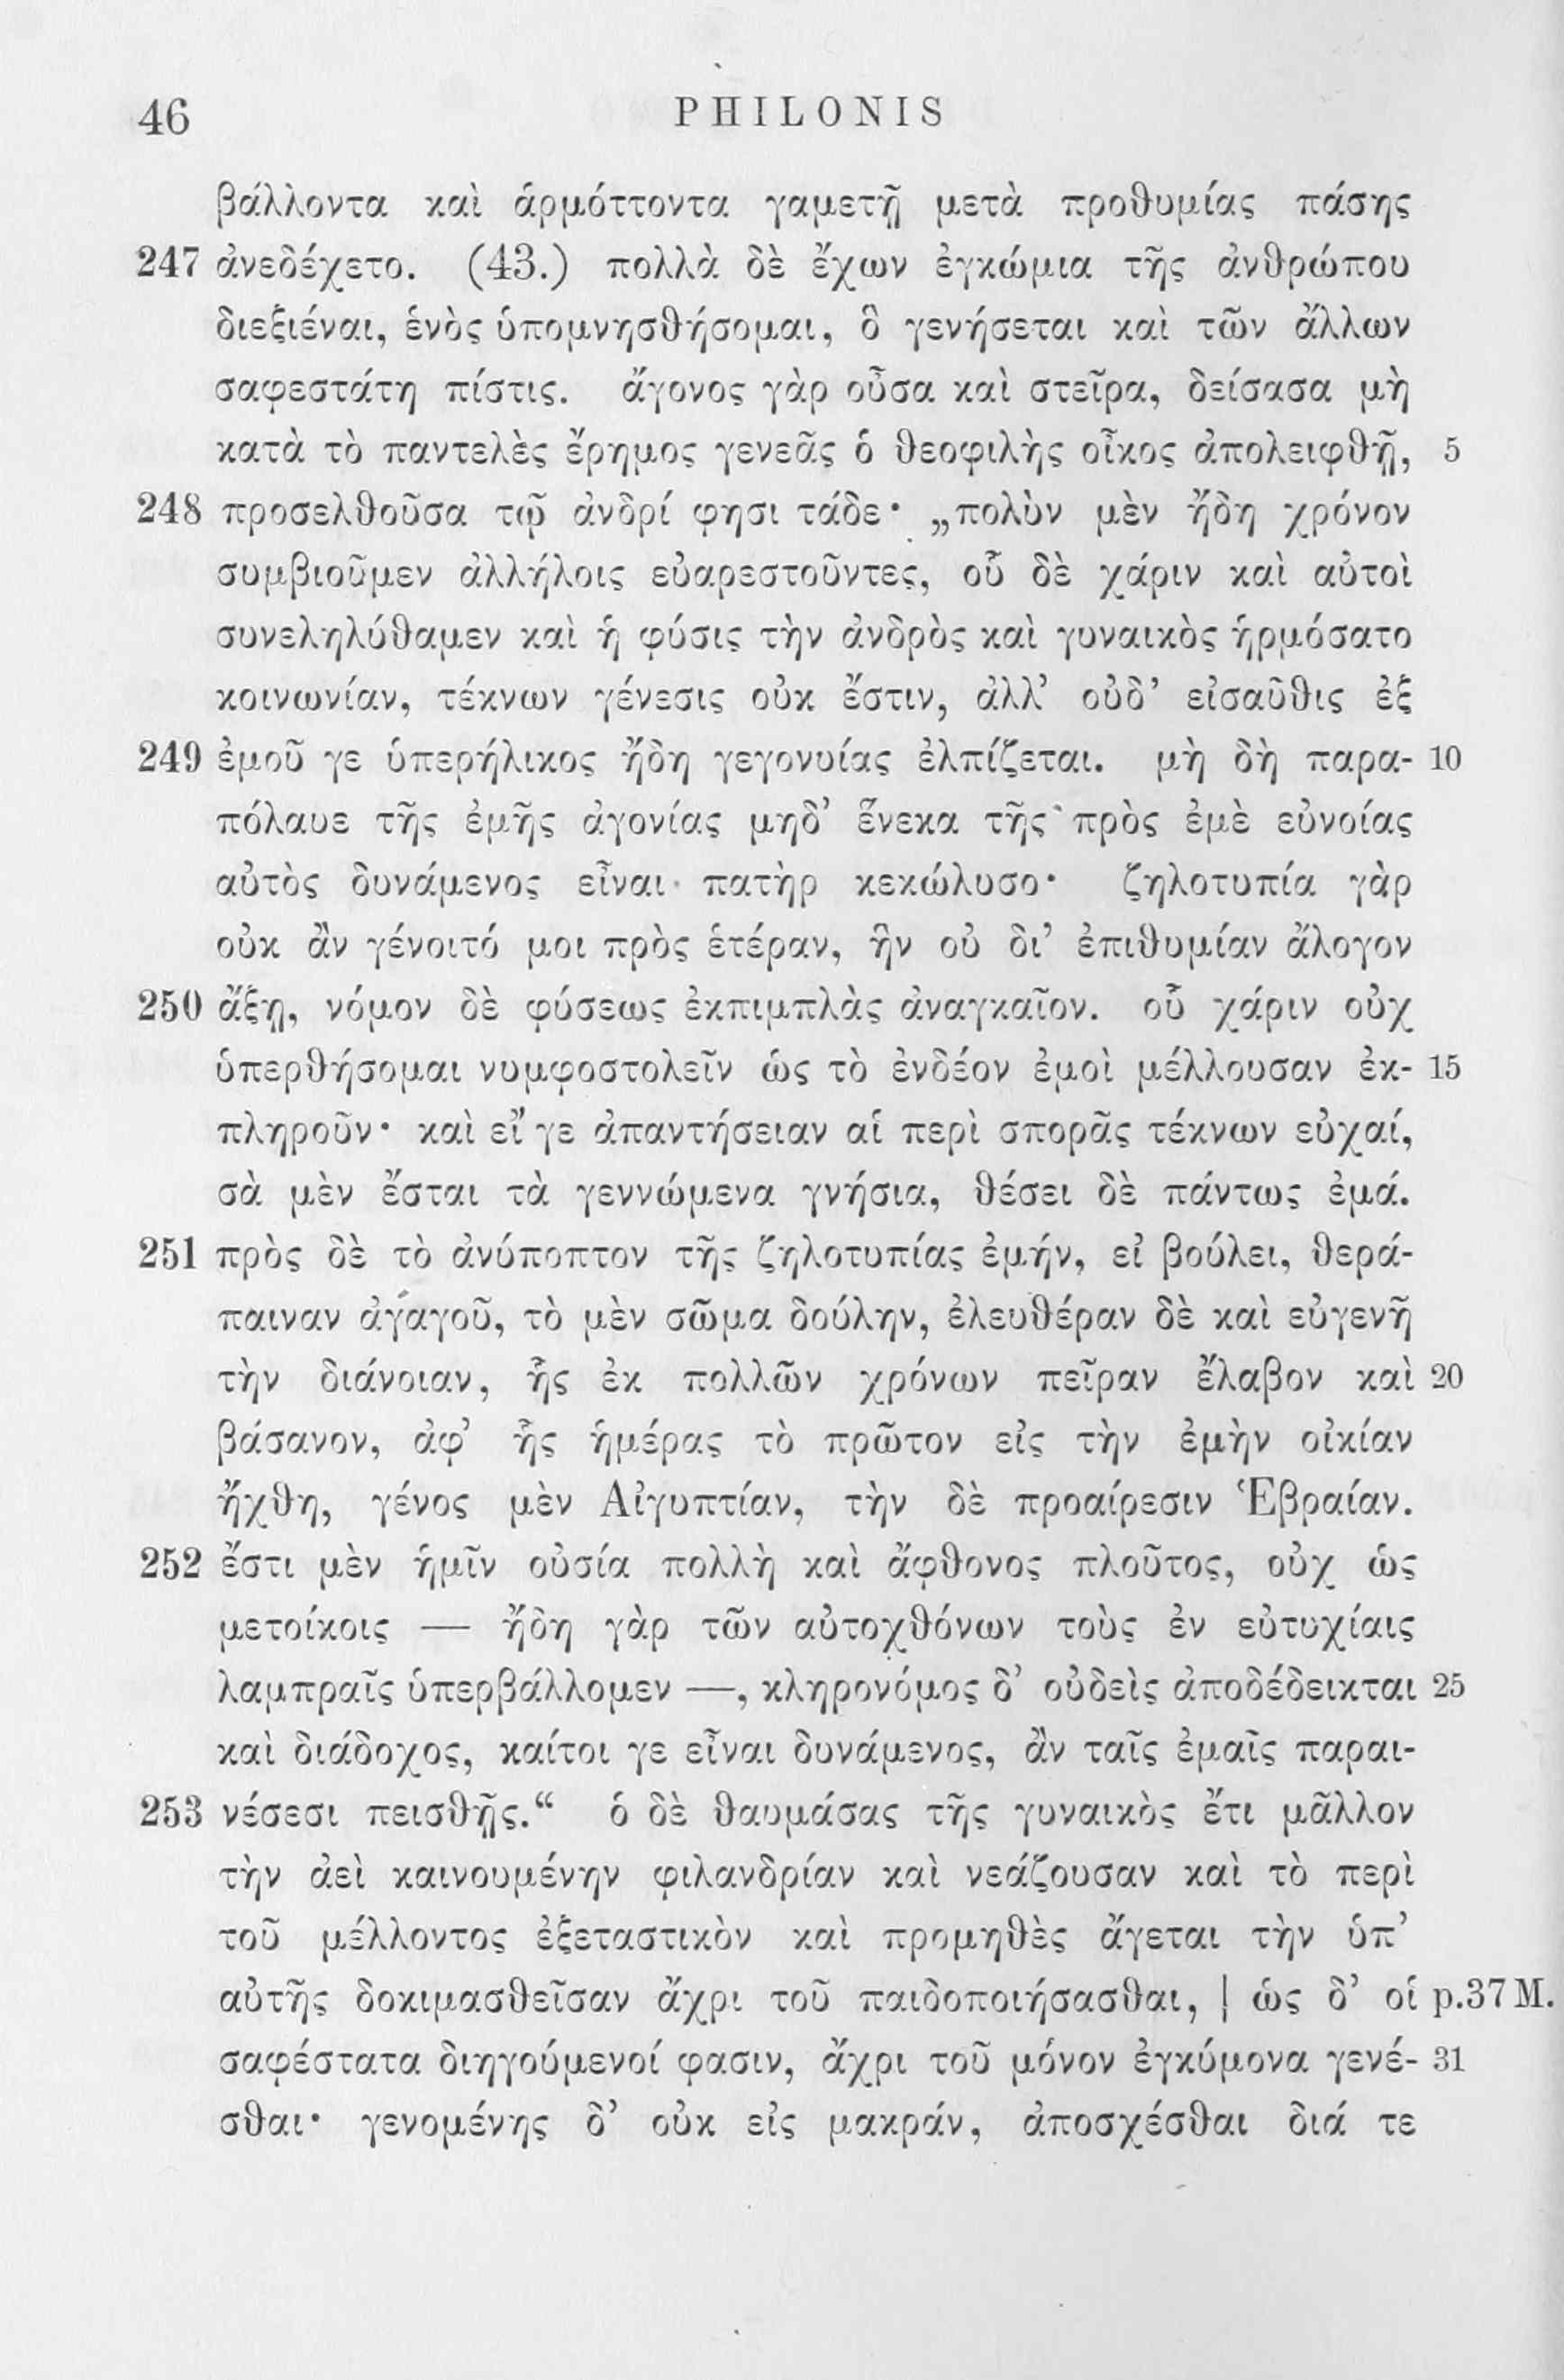 46 PHILONIS
βάλλοντα καὶ ἁρμόττοντα γαμετῇ μετὰ προθυμίας πάσης
247 ἀνεδέχετο. (43.) πολλὰ δὲ ἔχων ἐγκώμια τῆς ἀνθρώπου
διεξιέναι, ἑνὸς ὑπομνησθήσομαι, ὃ γενήσεται καὶ τῶν ἄλλων
σαφεστάτη πίστις. ἄγονος γὰρ οὖσα καὶ στεῖρα, δείσασα μὴ
κατὰ τὸ παντελὲς ἔρημος γενεᾶς ὁ θεοφιλὴς οἶκος ἀπολειφθῇ, 5
248 προσελθοῦσα τῷ ἀνδρί φησι τάδε· „πολὺν μὲν ἤδη χρόνον
συμβιοῦμεν ἀλλήλοις εὐαρεστοῦντες, οὗ δὲ χάριν καὶ αὐτοὶ
συνεληλύθαμεν καὶ ἡ φύσις τὴν ἀνδρὸς καὶ γυναικὸς ἡρμόσατο
κοινωνίαν, τέκνων γένεσις οὐκ ἔστιν, ἀλλ’ οὐδ’ εἰσαῦθις ἐξ
249 ἐμοῦ γε ὑπερήλικος ἤδη γεγονυίας ἐλπίζεται. μὴ δὴ παρα- 10
πόλαυε τῆς ἐμῆς ἀγονίας μηδ’ ἕνεκα τῆς πρὸς ἐμὲ εὐνοίας
αὐτὸς δυνάμενος εἶναι πατὴρ κεκώλυσο· ζηλοτυπία γὰρ
οὐκ ἂν γένοιτό μοι πρὸς ἑτέραν, ἣν οὐ δι’ ἐπιθυμίαν ἄλογον
250 ἄξῃ, νόμον δὲ φύσεως ἐκπιμπλὰς ἀναγκαῖον. οὗ χάριν οὐχ
ὑπερθήσομαι νυμφοστολεῖν ὡς τὸ ἐνδέον ἐμοὶ μέλλουσαν ἐκ- 15
πληροῦν· καὶ εἴ γε ἀπαντήσειαν αἱ περὶ σπορᾶς τέκνων εὐχαί,
σὰ μὲν ἔσται τὰ γεννώμενα γνήσια, θέσει δὲ πάντως ἐμά.
251 πρὸς δὲ τὸ ἀνύποπτον τῆς ζηλοτυπίας ἐμήν, εἰ βούλει, θερά-
παιναν ἀγαγοῦ, τὸ μὲν σῶμα δούλην, ἐλευθέραν δὲ καὶ εὐγενῆ
τὴν διάνοιαν, ἧς ἐκ πολλῶν χρόνων πεῖραν ἔλαβον καὶ 20
βάσανον, ἀφ’ ἧς ἡμέρας τὸ πρῶτον εἰς τὴν ἐμὴν οἰκίαν
ἤχθη, γένος μὲν Αἰγυπτίαν, τὴν δὲ προαίρεσιν Ἑβραίαν.
252 ἔστι μὲν ἡμῖν οὐσία πολλὴ καὶ ἄφθονος πλοῦτος, οὐχ ὡς
μετοίκοις — ἤδη γὰρ τῶν αὐτοχθόνων τοὺς ἐν εὐτυχίαις
λαμπραῖς ὑπερβάλλομεν —, κληρονόμος δ’ οὐδεὶς ἀποδέδεικται 25
καὶ διάδοχος, καίτοι γε εἶναι δυνάμενος, ἂν ταῖς ἐμαῖς παραι-
253 νέσεσι πεισθῇς.“ ὁ δὲ θαυμάσας τῆς γυναικὸς ἔτι μᾶλλον
τὴν ἀεὶ καινουμένην φιλανδρίαν καὶ νεάζουσαν καὶ τὸ περὶ
τοῦ μέλλοντος ἐξεταστικὸν καὶ προμηθὲς ἄγεται τὴν ὑπ’
αὐτῆς δοκιμασθεῖσαν ἄχρι τοῦ παιδοποιήσασθαι, | ὡς δ’ οἱ p.37 M.
σαφέστατα διηγούμενοί φασιν, ἄχρι τοῦ μόνον ἐγκύμονα γενέ- 31
σθαι· γενομένης δ’ οὐκ εἰς μακράν, ἀποσχέσθαι διά τε